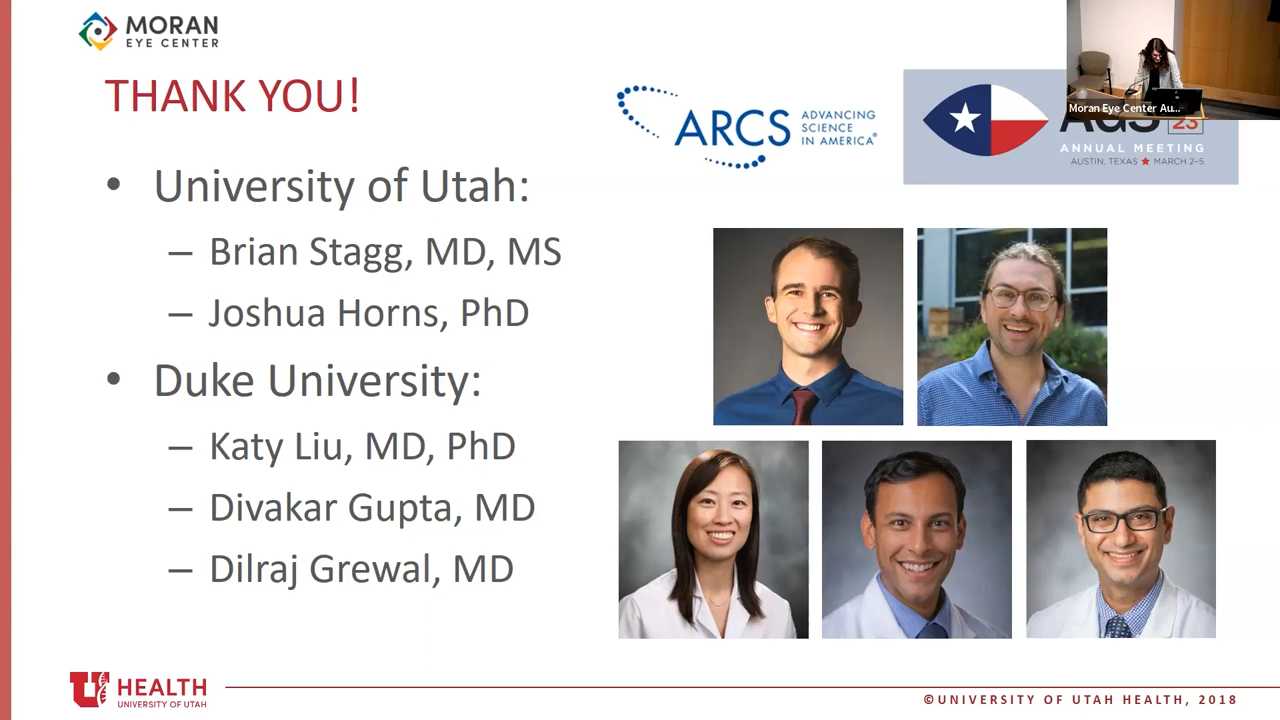 MORAN
EYE CENTER
THANK YOU!
ARCS ADVANCING
SCIENCE
IN AMERICA®
Moran Eye Center Au...
23
ANNUAL MEETING
AUSTIN, TEXAS ★ MARCH 2-5
• University of Utah:
– Brian Stagg, MD, MS
– Joshua Horns, PhD
• Duke University:
– Katy Liu, MD, PhD
– Divakar Gupta, MD
– Dilraj Grewal, MD
U HEALTH
UNIVERSITY OF UTAH
©UNIVERSITY OF UTAH HEALTH, 2018